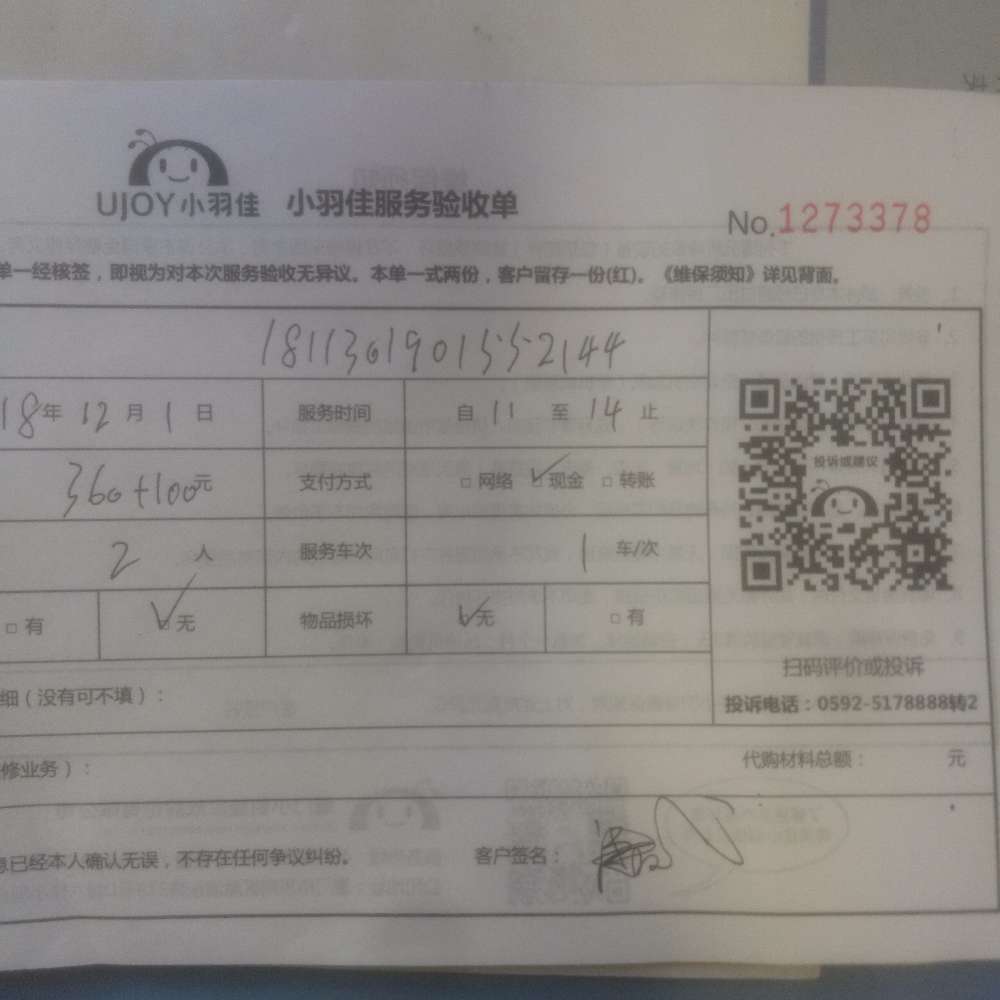 UJOY小羽佳 小羽佳服务验收单
No.1273378
单一经核签，即视为对本次服务验收无异议。本单一式两份，客户留存一份(红)。《维保须知》详见背面。
18年 12月 1日 服务时间 自 11 至 14 止
投诉或建议
360+100元 支付方式 □网络 ☑现金 □转账
2人 服务车次 1车/次
□有 ☑无 物品损坏 ☑无 □有
扫码评价或投诉
细（没有可不填）：
投诉电话：0592-5178888转2
修业务）： 代购材料总额： 元
息已经本人确认无误，不存在任何争议纠纷。 客户签名：